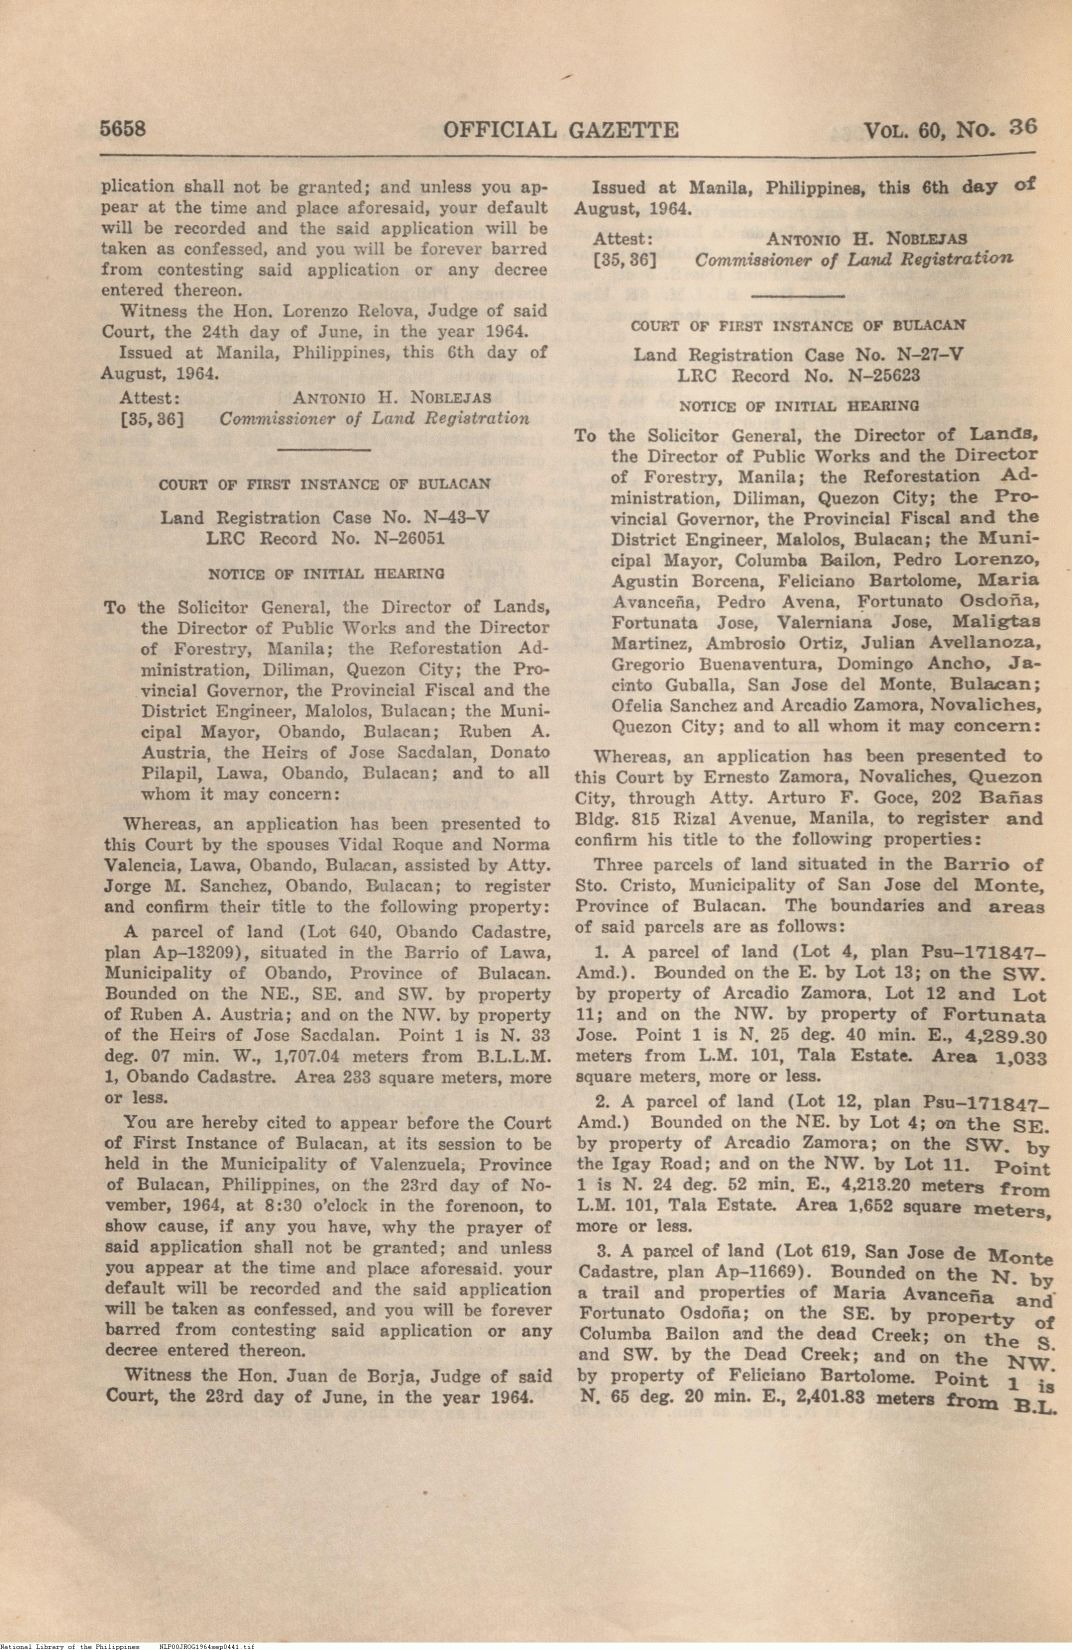 5658 OFFICIAL GAZETTE VOL. 60, NO. 36
plication shall not be granted; and unless you ap-
pear at the time and place aforesaid, your default
will be recorded and the said application will be
taken as confessed, and you will be forever barred
from contesting said application or any decree
entered thereon.
Witness the Hon. Lorenzo Relova, Judge of said
Court, the 24th day of June, in the year 1964.
Issued at Manila, Philippines, this 6th day of
August, 1964.
Attest: ANTONIO H. NOBLEJAS
[35, 36] Commissioner of Land Registration
COURT OF FIRST INSTANCE OF BULACAN
Land Registration Case No. N–43–V
LRC Record No. N–26051
NOTICE OF INITIAL HEARING
To the Solicitor General, the Director of Lands,
the Director of Public Works and the Director
of Forestry, Manila; the Reforestation Ad-
ministration, Diliman, Quezon City; the Pro-
vincial Governor, the Provincial Fiscal and the
District Engineer, Malolos, Bulacan; the Muni-
cipal Mayor, Obando, Bulacan; Ruben A.
Austria, the Heirs of Jose Sacdalan, Donato
Pilapil, Lawa, Obando, Bulacan; and to all
whom it may concern:
Whereas, an application has been presented to
this Court by the spouses Vidal Roque and Norma
Valencia, Lawa, Obando, Bulacan, assisted by Atty.
Jorge M. Sanchez, Obando, Bulacan; to register
and confirm their title to the following property:
A parcel of land (Lot 640, Obando Cadastre,
plan Ap–13209), situated in the Barrio of Lawa,
Municipality of Obando, Province of Bulacan.
Bounded on the NE., SE. and SW. by property
of Ruben A. Austria; and on the NW. by property
of the Heirs of Jose Sacdalan. Point 1 is N. 33
deg. 07 min. W., 1,707.04 meters from B.L.L.M.
1, Obando Cadastre. Area 233 square meters, more
or less.
You are hereby cited to appear before the Court
of First Instance of Bulacan, at its session to be
held in the Municipality of Valenzuela, Province
of Bulacan, Philippines, on the 23rd day of No-
vember, 1964, at 8:30 o'clock in the forenoon, to
show cause, if any you have, why the prayer of
said application shall not be granted; and unless
you appear at the time and place aforesaid. your
default will be recorded and the said application
will be taken as confessed, and you will be forever
barred from contesting said application or any
decree entered thereon.
Witness the Hon. Juan de Borja, Judge of said
Court, the 23rd day of June, in the year 1964.
Issued at Manila, Philippines, this 6th day of
August, 1964.
Attest: ANTONIO H. NOBLEJAS
[35, 36] Commissioner of Land Registration
COURT OF FIRST INSTANCE OF BULACAN
Land Registration Case No. N–27–V
LRC Record No. N–25623
NOTICE OF INITIAL HEARING
To the Solicitor General, the Director of Lands,
the Director of Public Works and the Director
of Forestry, Manila; the Reforestation Ad-
ministration, Diliman, Quezon City; the Pro-
vincial Governor, the Provincial Fiscal and the
District Engineer, Malolos, Bulacan; the Muni-
cipal Mayor, Columba Bailon, Pedro Lorenzo,
Agustin Borcena, Feliciano Bartolome, Maria
Avanceña, Pedro Avena, Fortunato Osdoña,
Fortunata Jose, Valerniana Jose, Maligtas
Martinez, Ambrosio Ortiz, Julian Avellanoza,
Gregorio Buenaventura, Domingo Ancho, Ja-
cinto Guballa, San Jose del Monte, Bulacan;
Ofelia Sanchez and Arcadio Zamora, Novaliches,
Quezon City; and to all whom it may concern:
Whereas, an application has been presented to
this Court by Ernesto Zamora, Novaliches, Quezon
City, through Atty. Arturo F. Goce, 202 Bañas
Bldg. 815 Rizal Avenue, Manila, to register and
confirm his title to the following properties:
Three parcels of land situated in the Barrio of
Sto. Cristo, Municipality of San Jose del Monte,
Province of Bulacan. The boundaries and areas
of said parcels are as follows:
1. A parcel of land (Lot 4, plan Psu–171847–
Amd.). Bounded on the E. by Lot 13; on the SW.
by property of Arcadio Zamora, Lot 12 and Lot
11; and on the NW. by property of Fortunata
Jose. Point 1 is N. 25 deg. 40 min. E., 4,289.30
meters from L.M. 101, Tala Estate. Area 1,033
square meters, more or less.
2. A parcel of land (Lot 12, plan Psu–171847–
Amd.) Bounded on the NE. by Lot 4; on the SE.
by property of Arcadio Zamora; on the SW. by
the Igay Road; and on the NW. by Lot 11. Point
1 is N. 24 deg. 52 min. E., 4,213.20 meters from
L.M. 101, Tala Estate. Area 1,652 square meters,
more or less.
3. A parcel of land (Lot 619, San Jose de Monte
Cadastre, plan Ap–11669). Bounded on the N. by
a trail and properties of Maria Avanceña and
Fortunato Osdoña; on the SE. by property of
Columba Bailon and the dead Creek; on the S.
and SW. by the Dead Creek; and on the NW.
by property of Feliciano Bartolome. Point 1 is
N. 65 deg. 20 min. E., 2,401.83 meters from B.L.
National Library of the Philippines NLP00JROG1964sep0441.tif